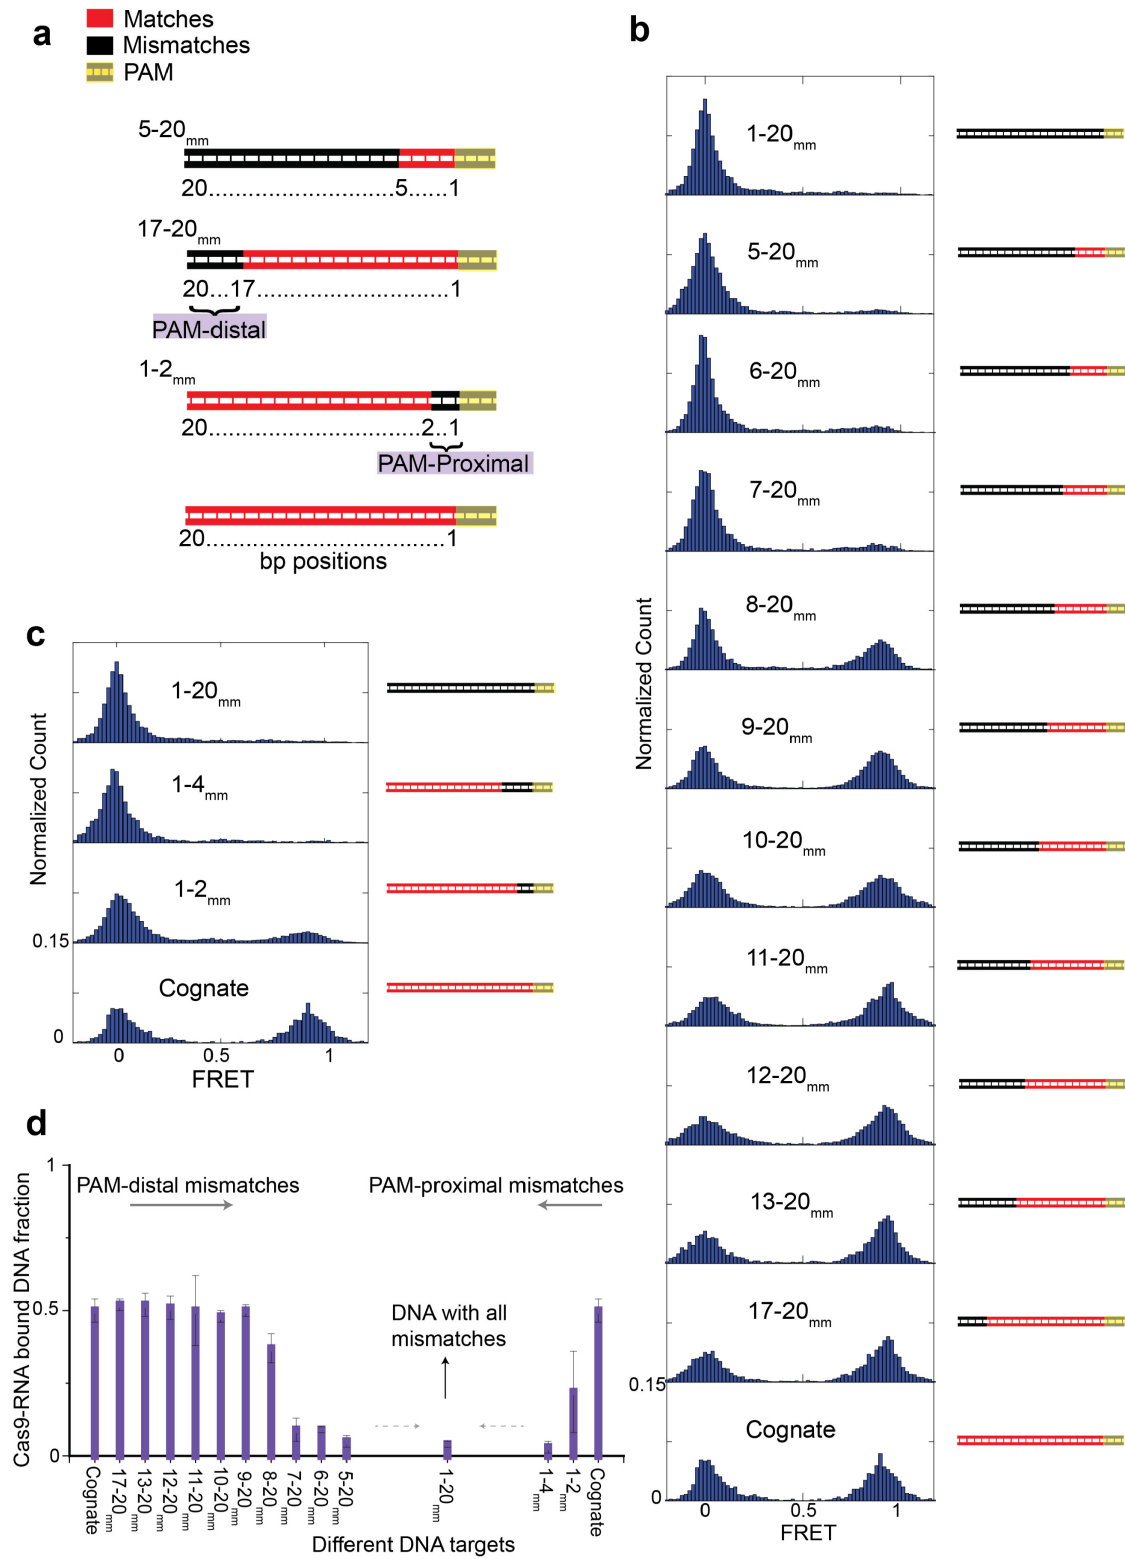 a
Matches
Mismatches
PAM
5-20mm
20..................................5......1
17-20mm
20...17..............................1
PAM-distal
1-2mm
20....................................2..1
PAM-Proximal
20.......................................1
bp positions
b
Normalized Count
1-20mm
5-20mm
6-20mm
7-20mm
8-20mm
9-20mm
10-20mm
11-20mm
12-20mm
13-20mm
17-20mm
0.15
Cognate
0
0 0.5 1
FRET
c
Normalized Count
1-20mm
1-4mm
1-2mm
0.15
Cognate
0
0 0.5 1
FRET
d
Cas9-RNA bound DNA fraction
1
0.5
0
PAM-distal mismatches
PAM-proximal mismatches
DNA with all
mismatches
Cognate
17-20mm
13-20mm
12-20mm
11-20mm
10-20mm
9-20mm
8-20mm
7-20mm
6-20mm
5-20mm
1-20mm
1-4mm
1-2mm
Cognate
Different DNA targets